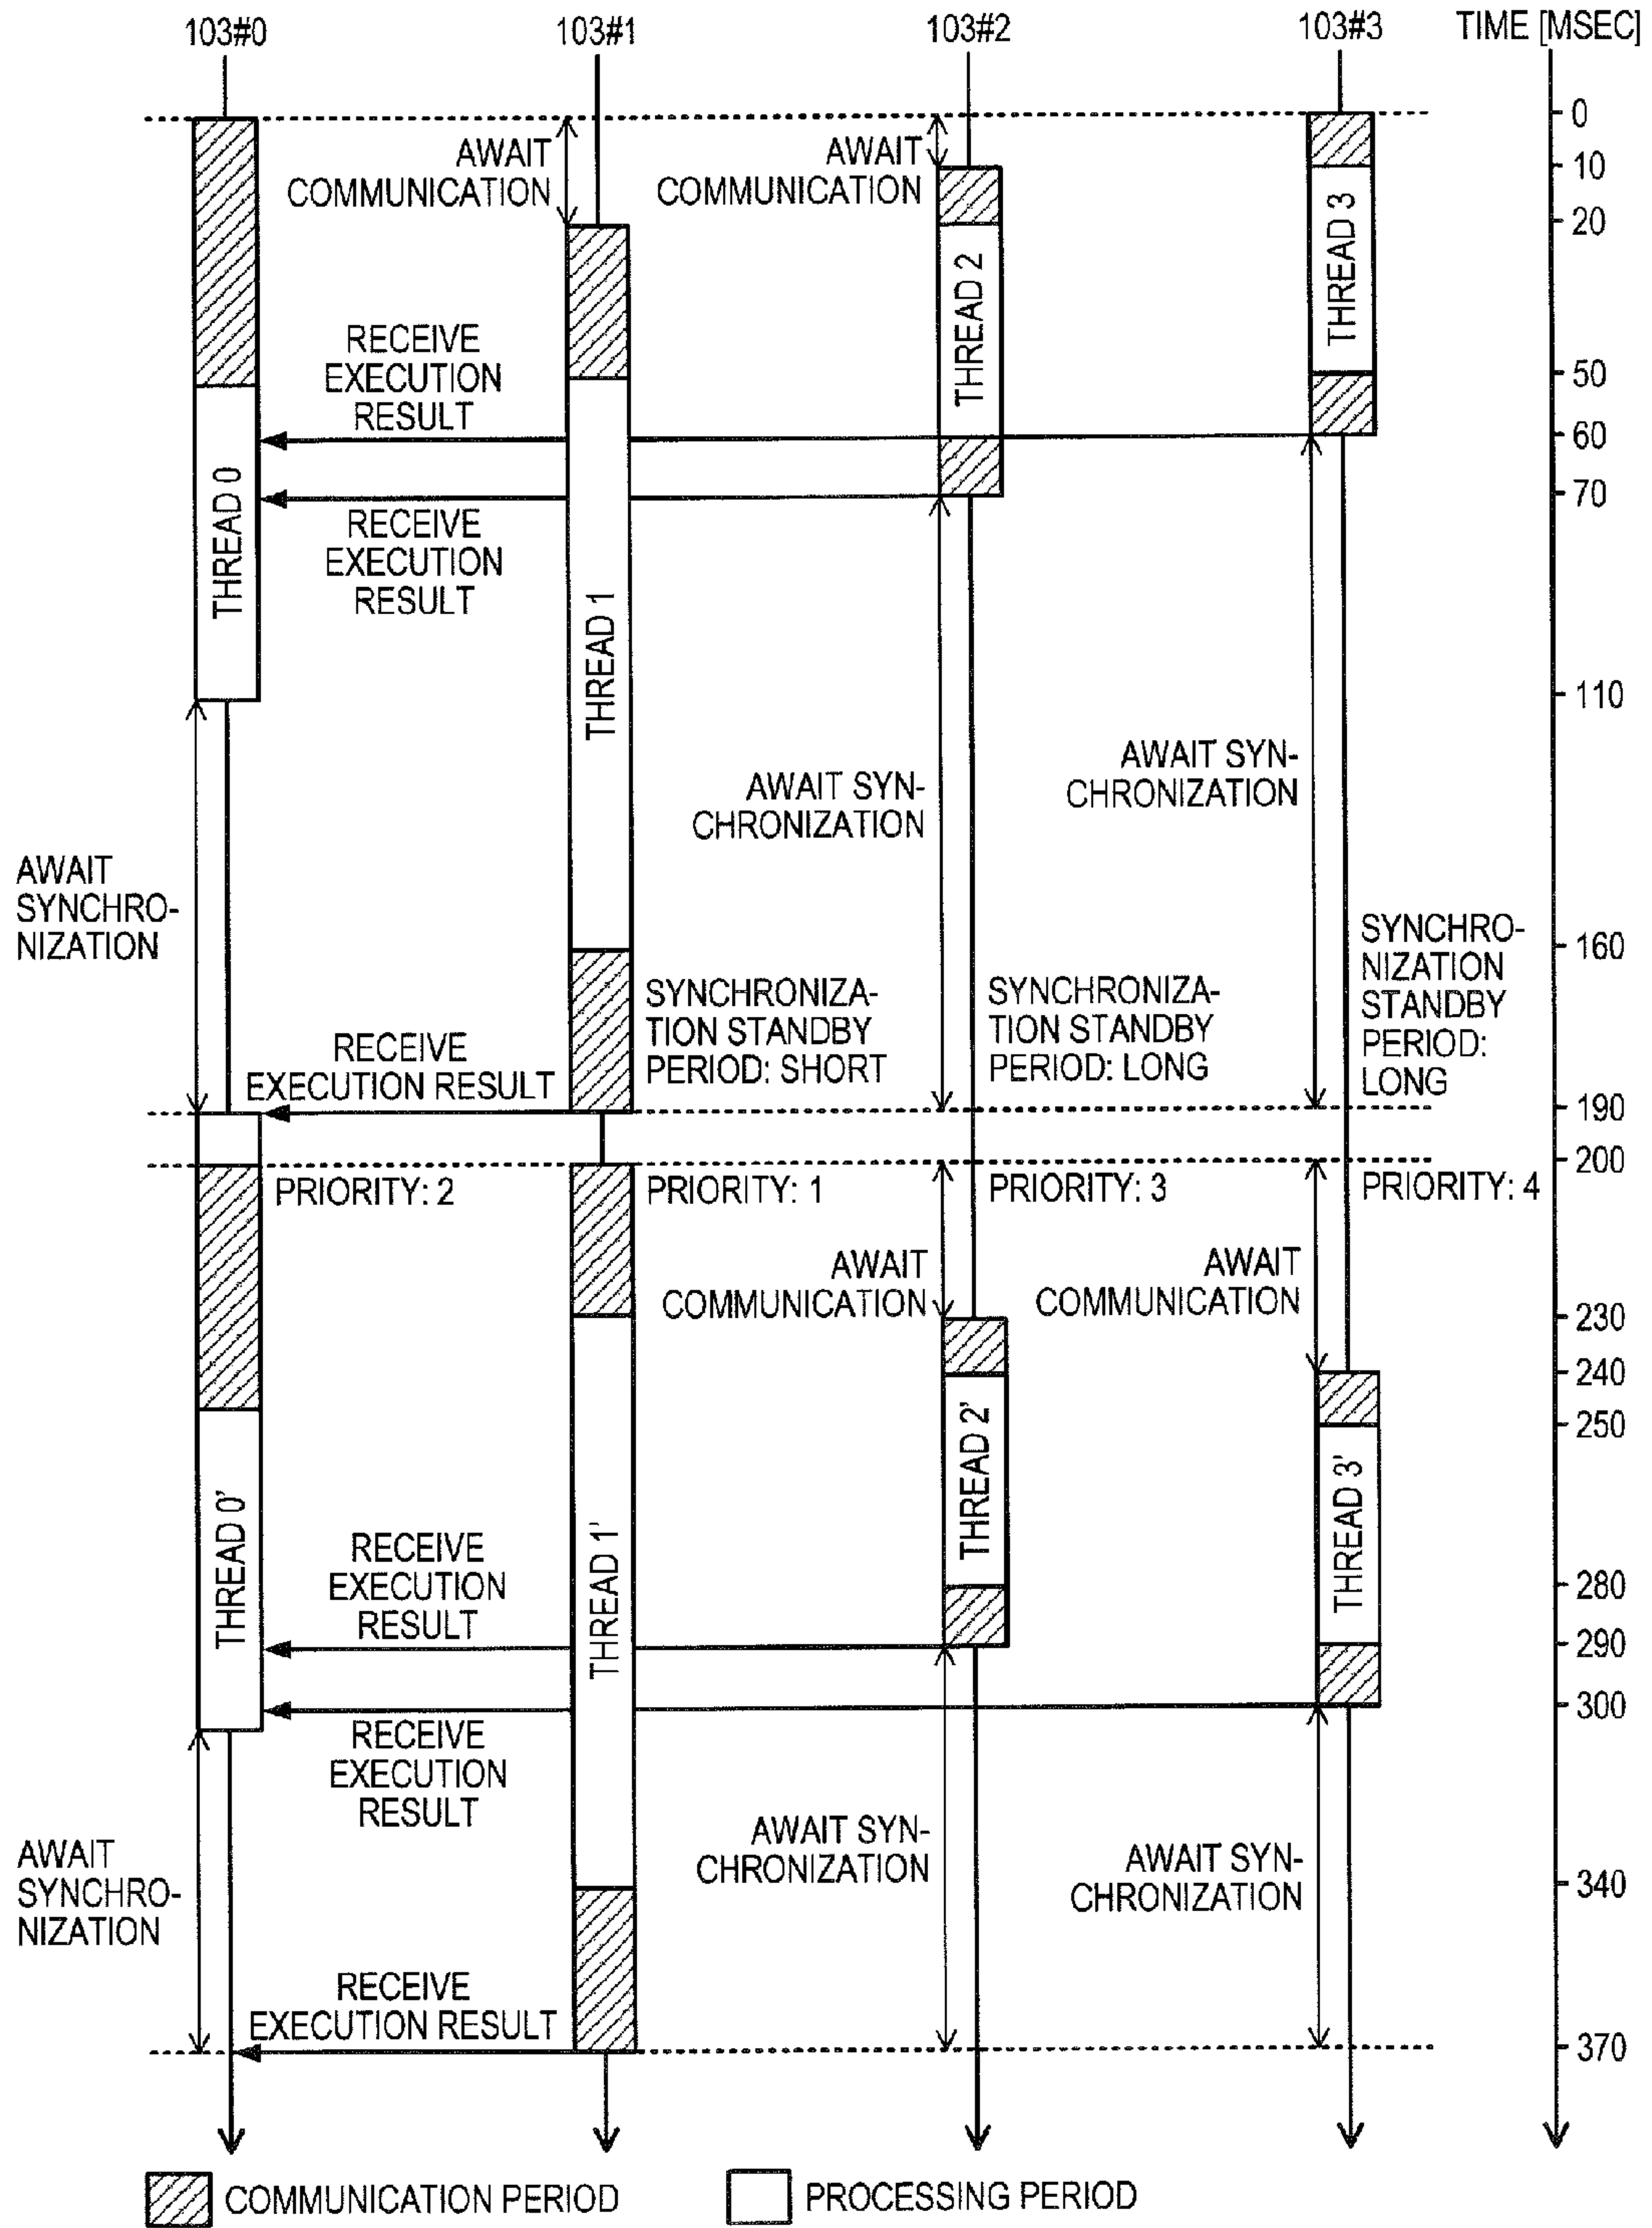 103#0 103#1 103#2 103#3 TIME [MSEC]
0
AWAIT
COMMUNICATION
AWAIT
COMMUNICATION
10
20
THREAD 3
THREAD 2
RECEIVE
EXECUTION
RESULT
50
60
THREAD 0
70
RECEIVE
EXECUTION
RESULT
THREAD 1
110
AWAIT SYN-
CHRONIZATION
AWAIT SYN-
CHRONIZATION
AWAIT
SYNCHRO-
NIZATION
160
SYNCHRONIZA-
TION STANDBY
PERIOD: SHORT
SYNCHRONIZA-
TION STANDBY
PERIOD: LONG
SYNCHRO-
NIZATION
STANDBY
PERIOD:
LONG
RECEIVE
EXECUTION RESULT
190
200
PRIORITY: 2 PRIORITY: 1 PRIORITY: 3 PRIORITY: 4
AWAIT
COMMUNICATION
AWAIT
COMMUNICATION
230
240
250
THREAD 0'
THREAD 1'
THREAD 2'
THREAD 3'
RECEIVE
EXECUTION
RESULT
280
290
300
RECEIVE
EXECUTION
RESULT
AWAIT SYN-
CHRONIZATION
AWAIT SYN-
CHRONIZATION
AWAIT
SYNCHRO-
NIZATION
340
RECEIVE
EXECUTION RESULT
370
COMMUNICATION PERIOD PROCESSING PERIOD